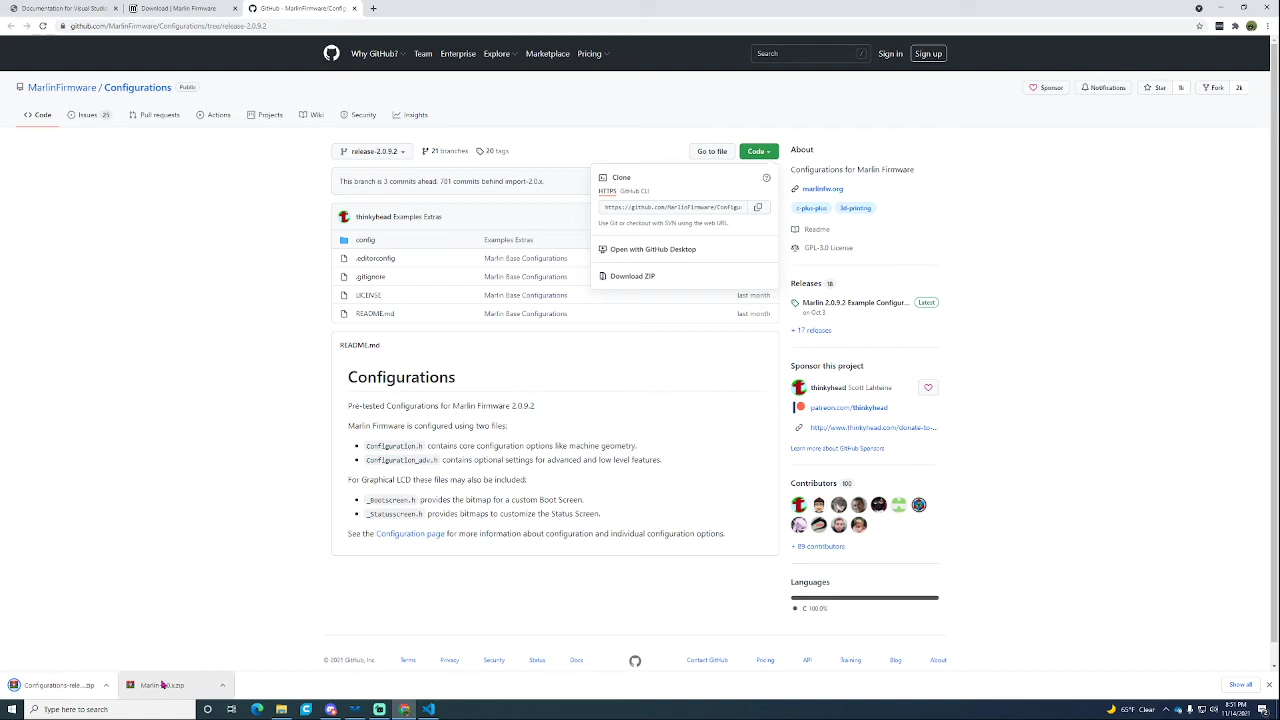 Documentation for Visual Studio
Download | Marlin Firmware
GitHub - MarlinFirmware/Config
github.com/MarlinFirmware/Configurations/tree/release-2.0.9.2
Why GitHub? Team Enterprise Explore Marketplace Pricing
Search /
Sign in
Sign up
MarlinFirmware / Configurations Public
Sponsor
Notifications
Star 1k
Fork 2k
Code
Issues 25
Pull requests
Actions
Projects
Wiki
Security
Insights
release-2.0.9.2
21 branches
20 tags
Go to file
Code
This branch is 3 commits ahead, 781 commits behind import-2.0.x.
thinkyhead Examples Extras
config Examples Extras
.editorconfig Marlin Base Configurations
.gitignore Marlin Base Configurations
LICENSE Marlin Base Configurations last month
README.md Marlin Base Configurations last month
Clone
HTTPS GitHub CLI
https://github.com/MarlinFirmware/Configu
Use Git or checkout with SVN using the web URL.
Open with GitHub Desktop
Download ZIP
README.md
Configurations
Pre-tested Configurations for Marlin Firmware 2.0.9.2
Marlin Firmware is configured using two files:
Configuration.h contains core configuration options like machine geometry.
Configuration_adv.h contains optional settings for advanced and low level features.
For Graphical LCD these files may also be included:
_Bootscreen.h provides the bitmap for a custom Boot Screen.
_Statusscreen.h provides bitmaps to customize the Status Screen.
See the Configuration page for more information about configuration and individual configuration options.
About
Configurations for Marlin Firmware
marlinfw.org
c-plus-plus 3d-printing
Readme
GPL-3.0 License
Releases 18
Marlin 2.0.9.2 Example Configur... Latest
on Oct 3
+ 17 releases
Sponsor this project
thinkyhead Scott Lahteine
patreon.com/thinkyhead
http://www.thinkyhead.com/donate-to-...
Learn more about GitHub Sponsors
Contributors 100
+ 89 contributors
Languages
C 100.0%
© 2021 GitHub, Inc.
Terms
Privacy
Security
Status
Docs
Contact GitHub
Pricing
API
Training
Blog
About
Configurations-rele....zip
Show all
Type here to search
65°F Clear
8:51 PM
11/14/2021